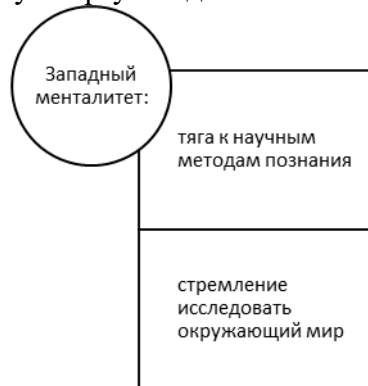 Западный
менталитет:
тяга к научным
методам познания
стремление
исследовать
окружающий мир